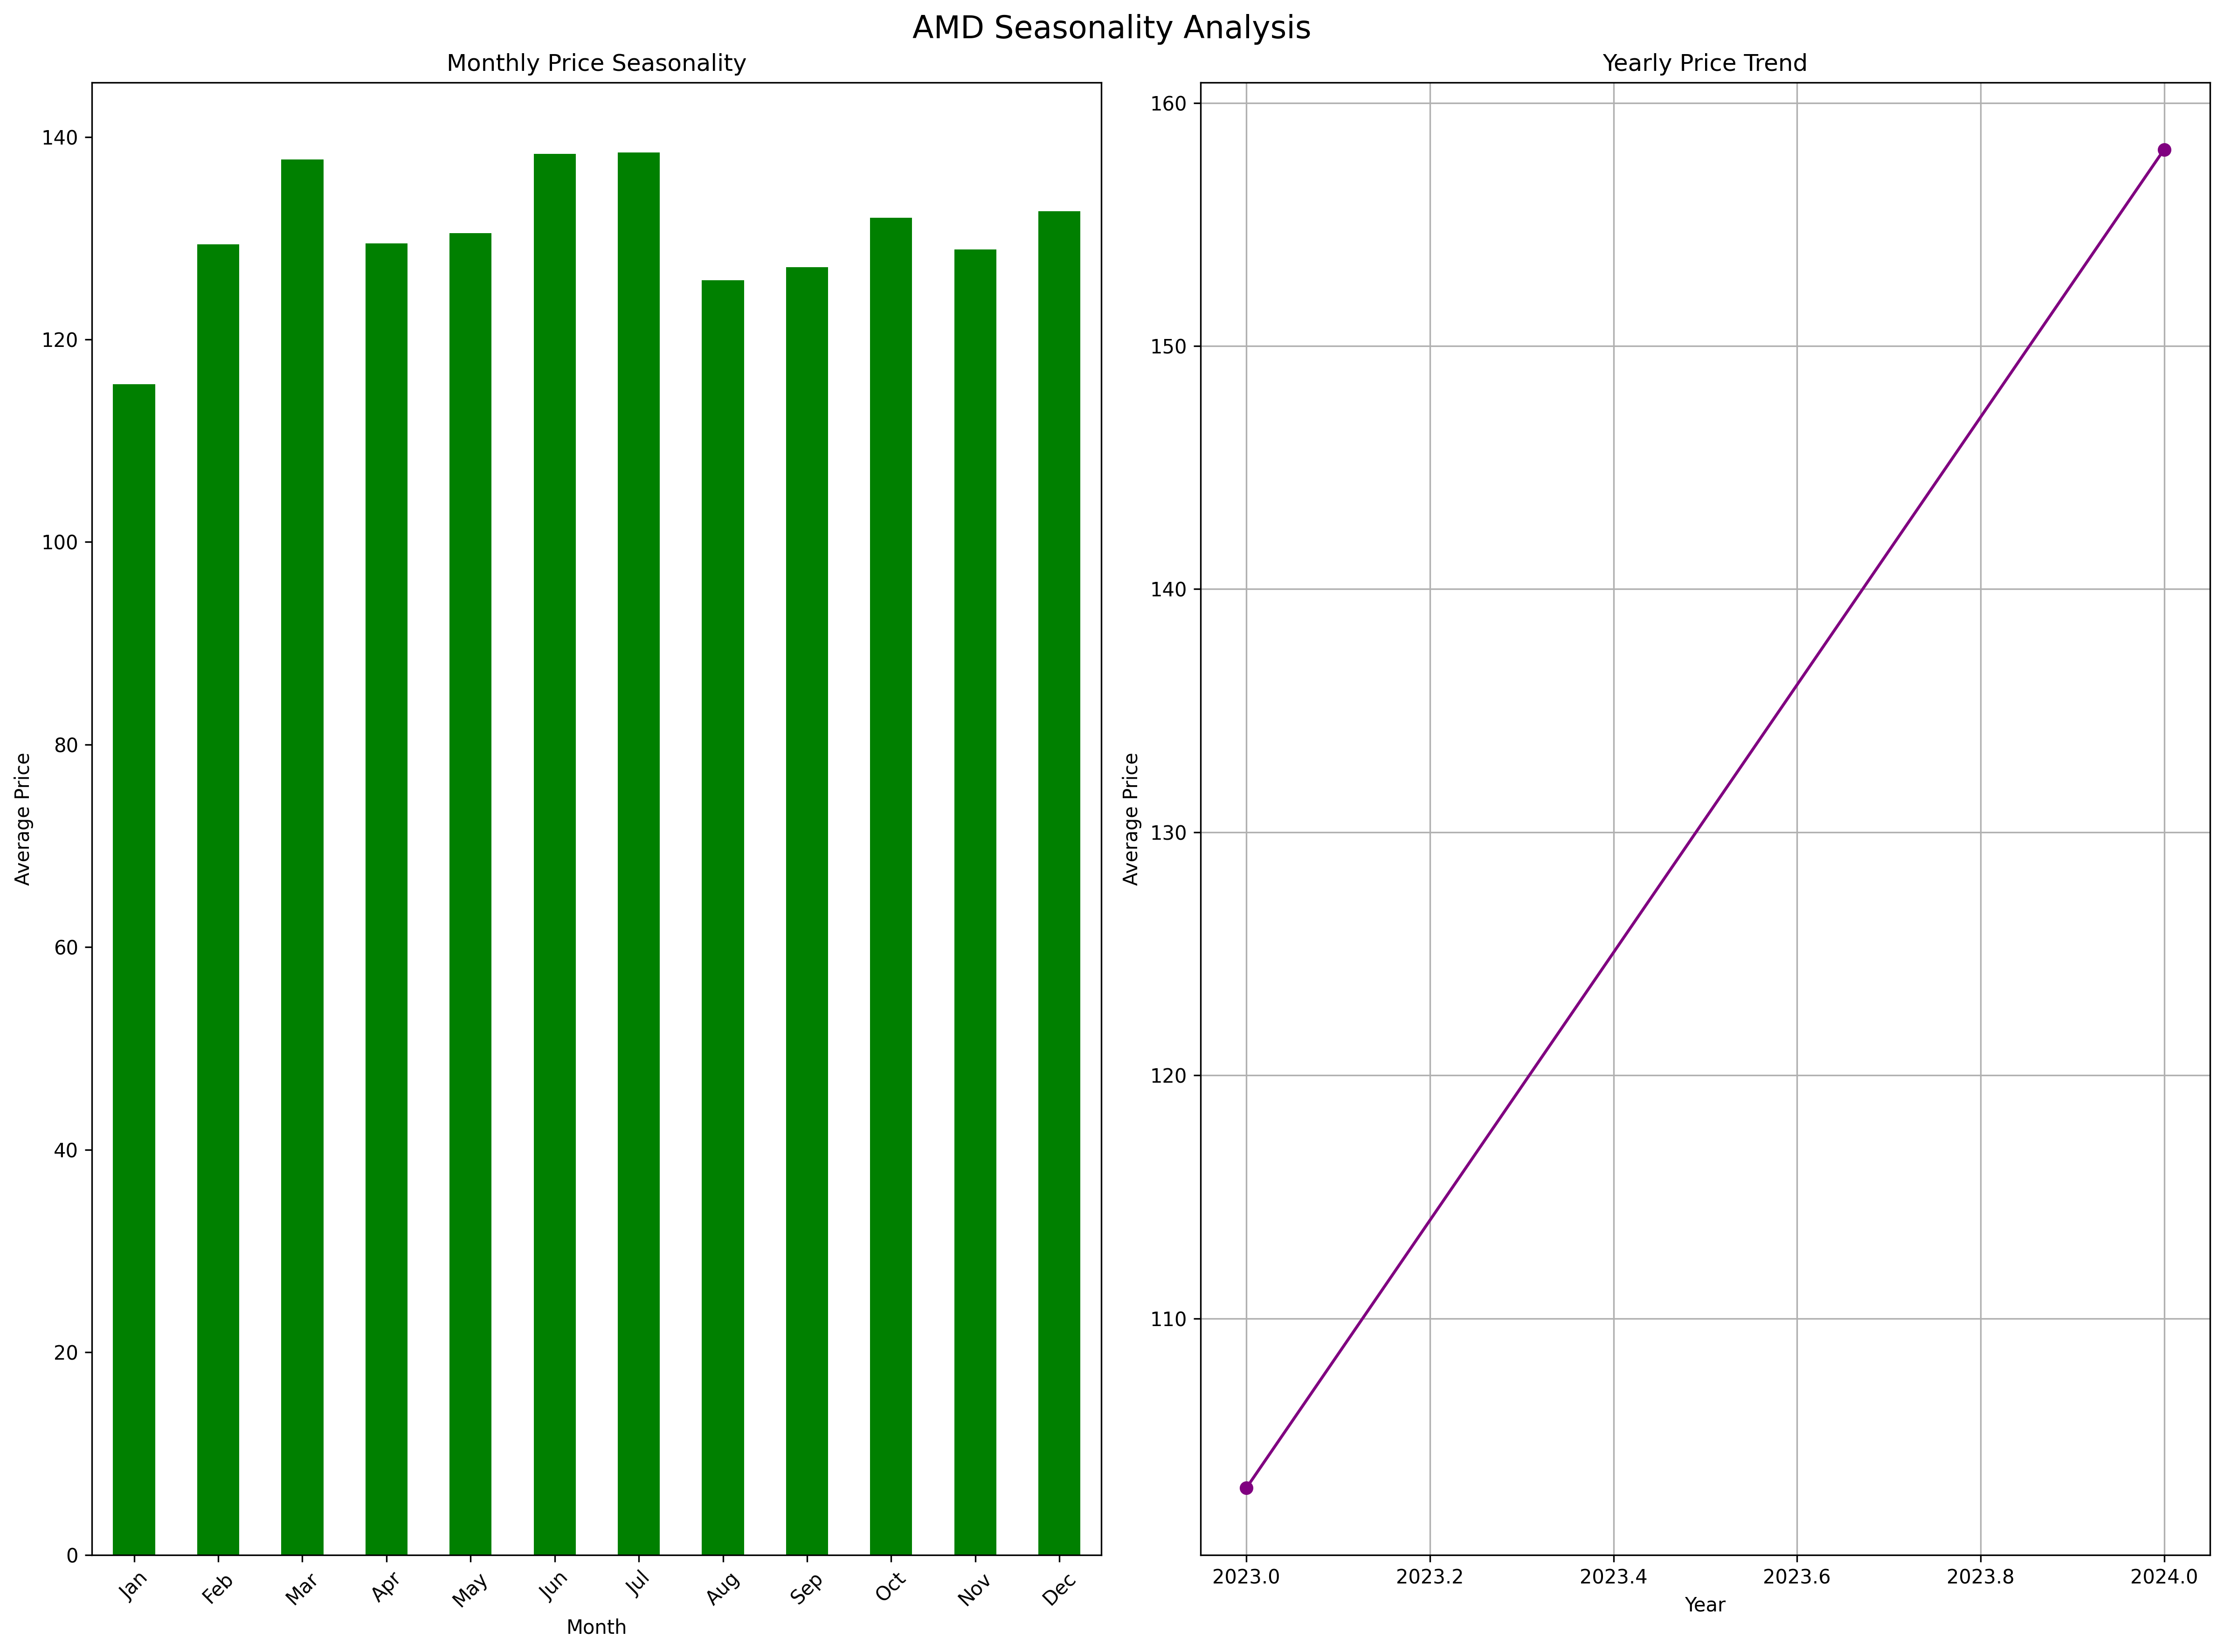 AMD Seasonality Analysis
Monthly Price Seasonality
Average Price
140
120
100
80
60
40
20
0
Jan
Feb
Mar
Apr
May
Jun
Jul
Aug
Sep
Oct
Nov
Dec
Month
Yearly Price Trend
Average Price
160
150
140
130
120
110
2023.0
2023.2
2023.4
2023.6
2023.8
2024.0
Year